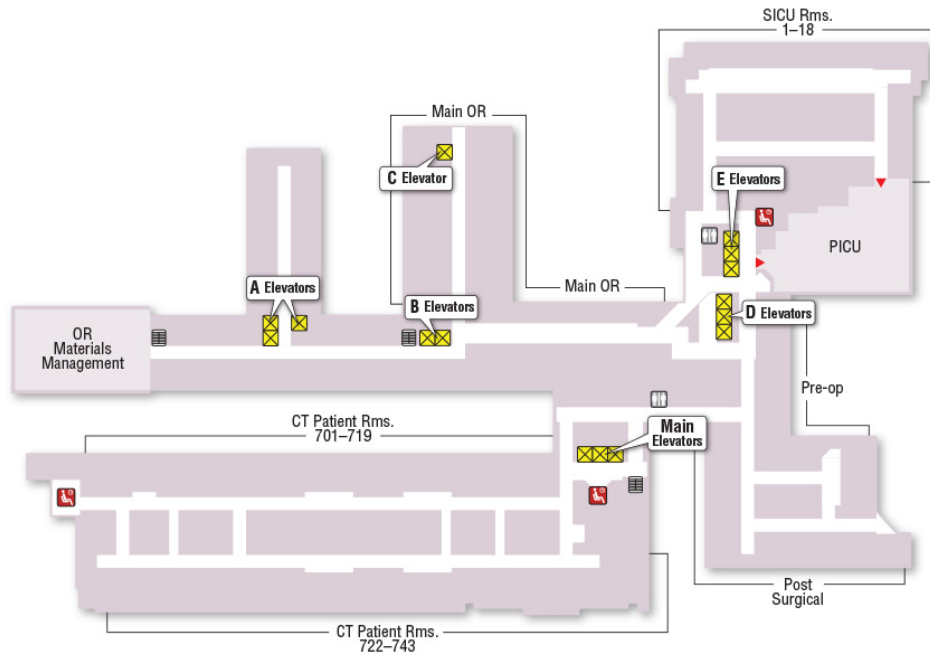 SICU Rms.
1–18
Main OR
C Elevator
E Elevators
PICU
A Elevators
B Elevators
Main OR
D Elevators
OR
Materials
Management
Pre-op
CT Patient Rms.
701–719
Main
Elevators
Post
Surgical
CT Patient Rms.
722–743